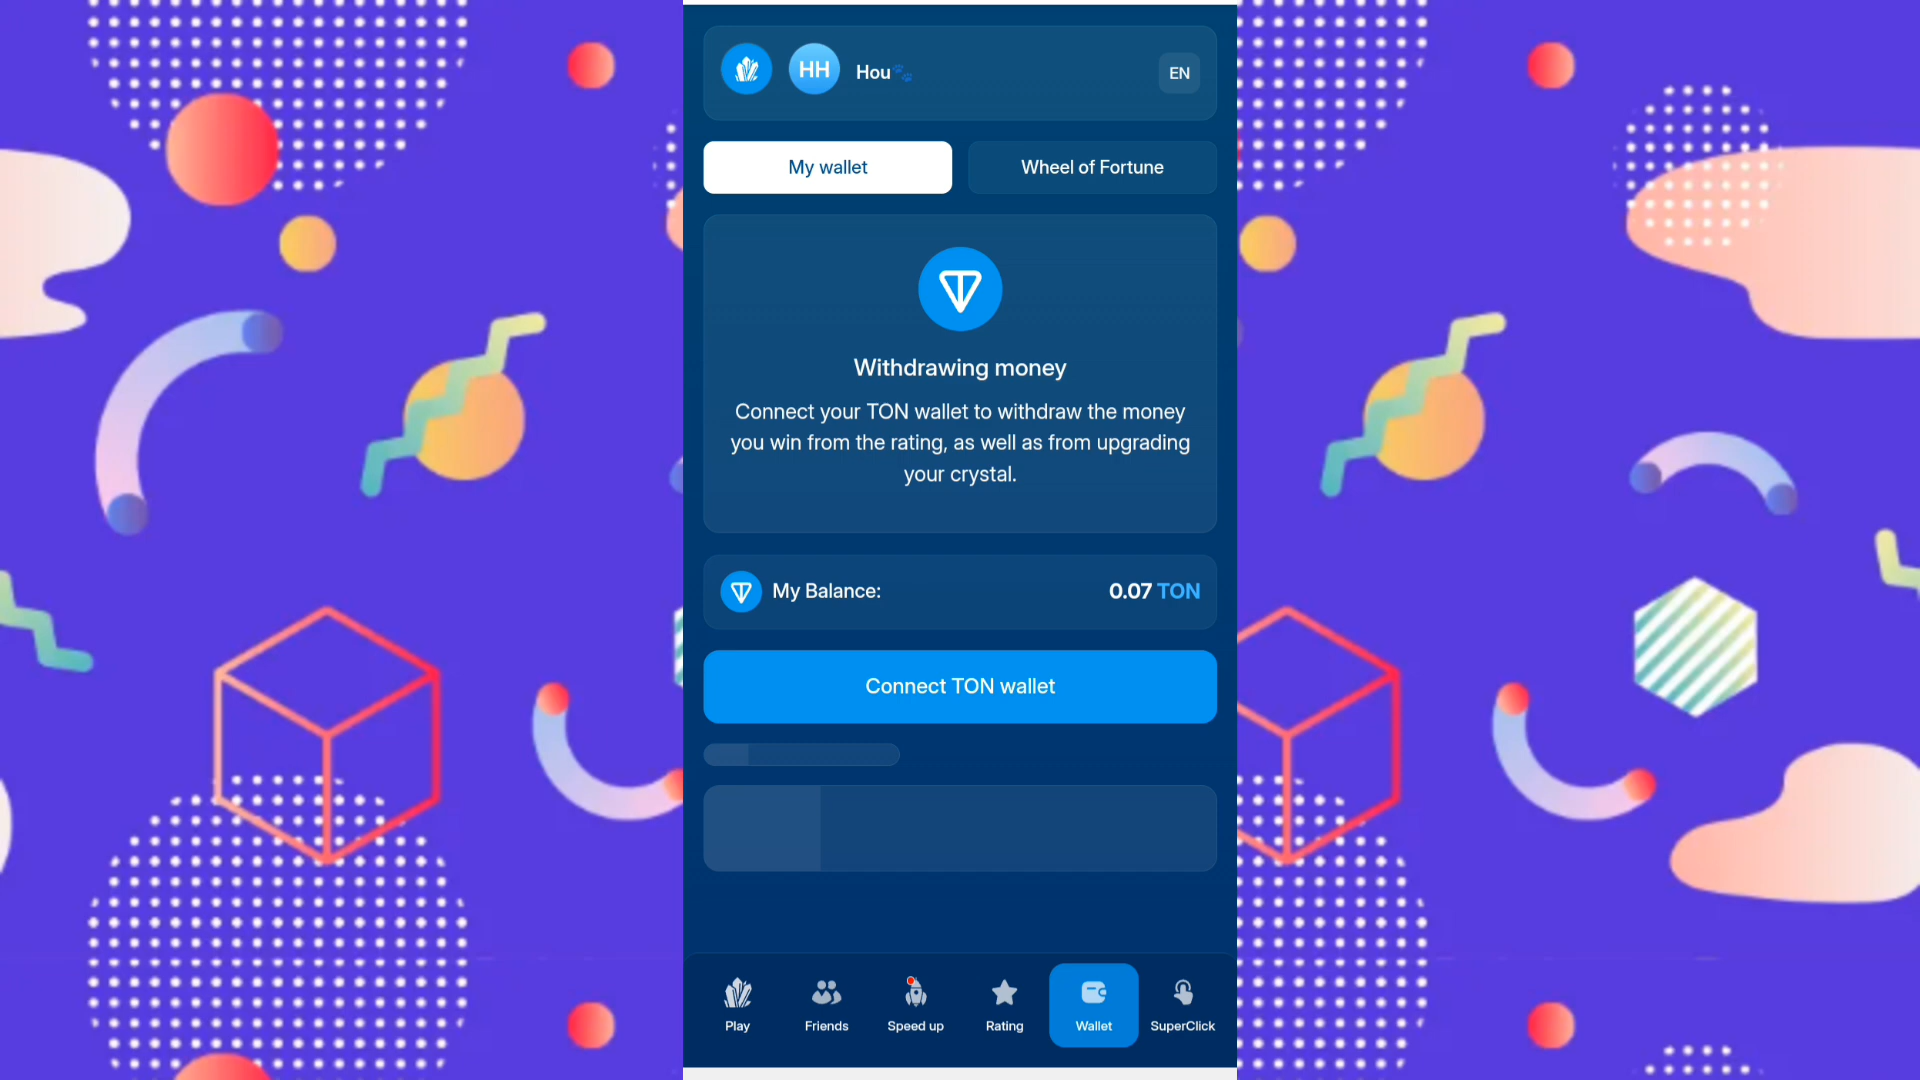 HH Hou EN
My wallet Wheel of Fortune
Withdrawing money
Connect your TON wallet to withdraw the money
you win from the rating, as well as from upgrading
your crystal.
My Balance: 0.07 TON
Connect TON wallet
Play Friends Speed up Rating Wallet SuperClick